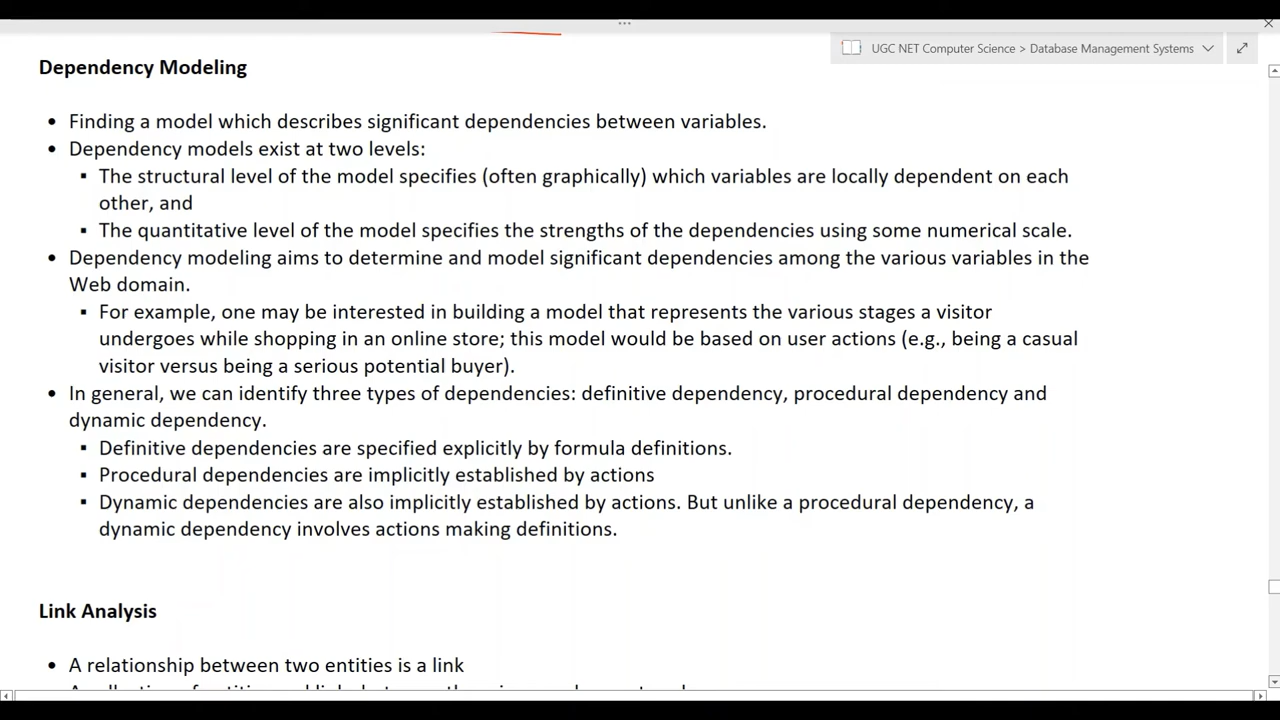 UGC NET Computer Science > Database Management Systems
Dependency Modeling
• Finding a model which describes significant dependencies between variables.
• Dependency models exist at two levels:
▪ The structural level of the model specifies (often graphically) which variables are locally dependent on each
other, and
▪ The quantitative level of the model specifies the strengths of the dependencies using some numerical scale.
• Dependency modeling aims to determine and model significant dependencies among the various variables in the
Web domain.
▪ For example, one may be interested in building a model that represents the various stages a visitor
undergoes while shopping in an online store; this model would be based on user actions (e.g., being a casual
visitor versus being a serious potential buyer).
• In general, we can identify three types of dependencies: definitive dependency, procedural dependency and
dynamic dependency.
▪ Definitive dependencies are specified explicitly by formula definitions.
▪ Procedural dependencies are implicitly established by actions
▪ Dynamic dependencies are also implicitly established by actions. But unlike a procedural dependency, a
dynamic dependency involves actions making definitions.
Link Analysis
• A relationship between two entities is a link